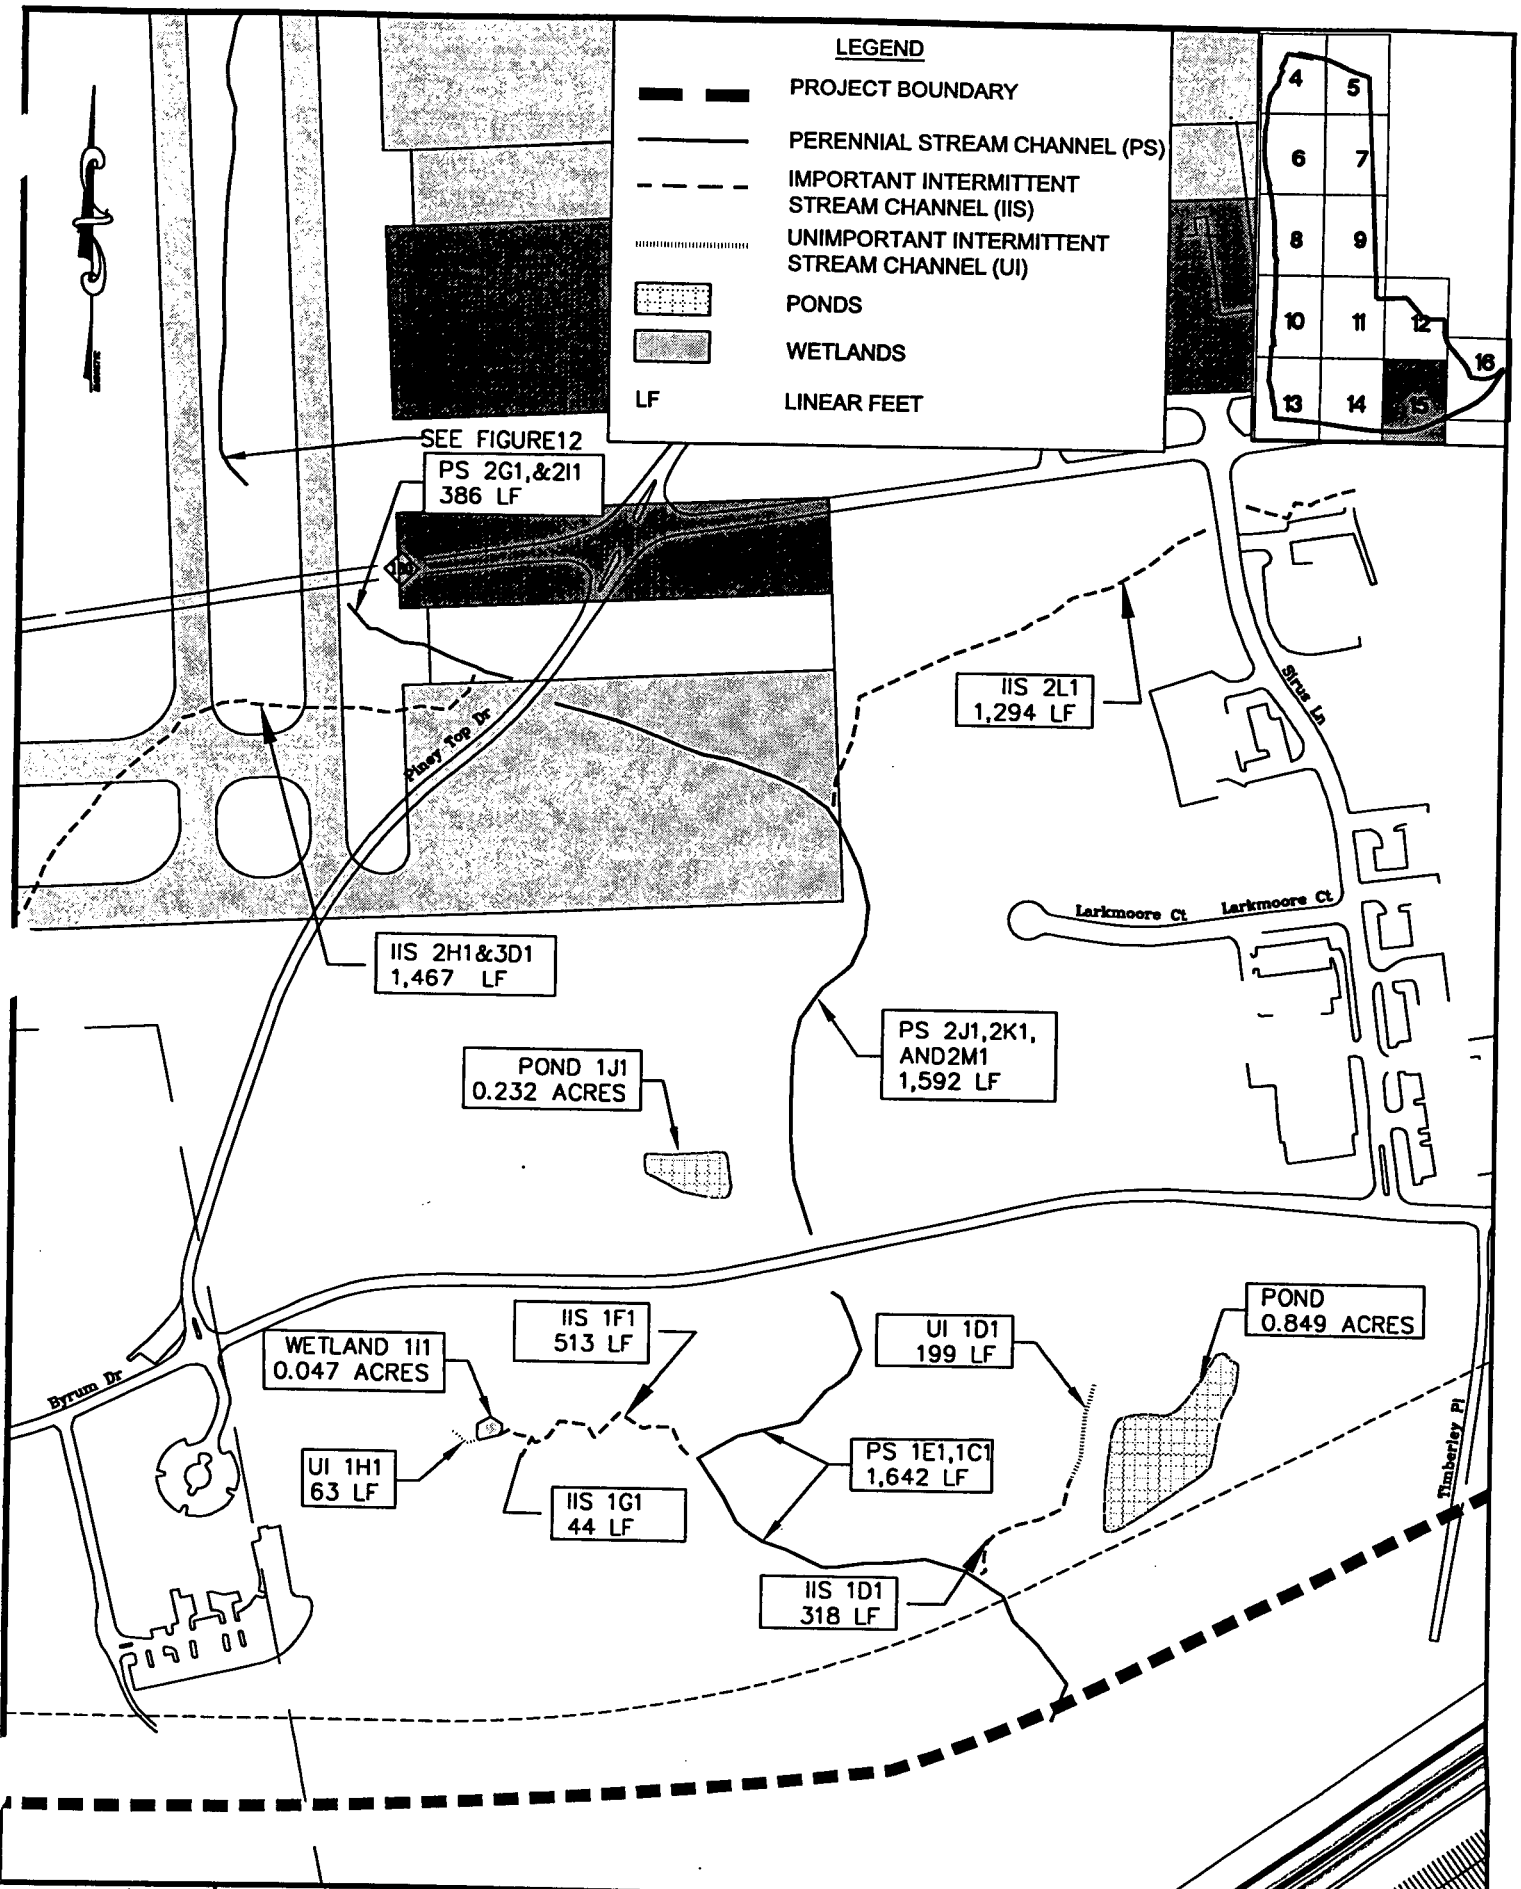 LEGEND
PROJECT BOUNDARY
PERENNIAL STREAM CHANNEL (PS)
IMPORTANT INTERMITTENT
STREAM CHANNEL (IIS)
UNIMPORTANT INTERMITTENT
STREAM CHANNEL (UI)
PONDS
WETLANDS
LF LINEAR FEET
4 5
6 7
8 9
10 11 12
16
13 14 15
SEE FIGURE12
PS 2G1,&2I1
386 LF
IIS 2L1
1,294 LF
Sirus Ln
Piney Top Dr
Larkmoore Ct Larkmoore Ct
IIS 2H1&3D1
1,467 LF
PS 2J1,2K1,
AND2M1
1,592 LF
POND 1J1
0.232 ACRES
POND
0.849 ACRES
IIS 1F1
513 LF
UI 1D1
199 LF
WETLAND 1I1
0.047 ACRES
Byrum Dr
Timberley Pl
PS 1E1,1C1
1,642 LF
UI 1H1
63 LF
IIS 1G1
44 LF
IIS 1D1
318 LF